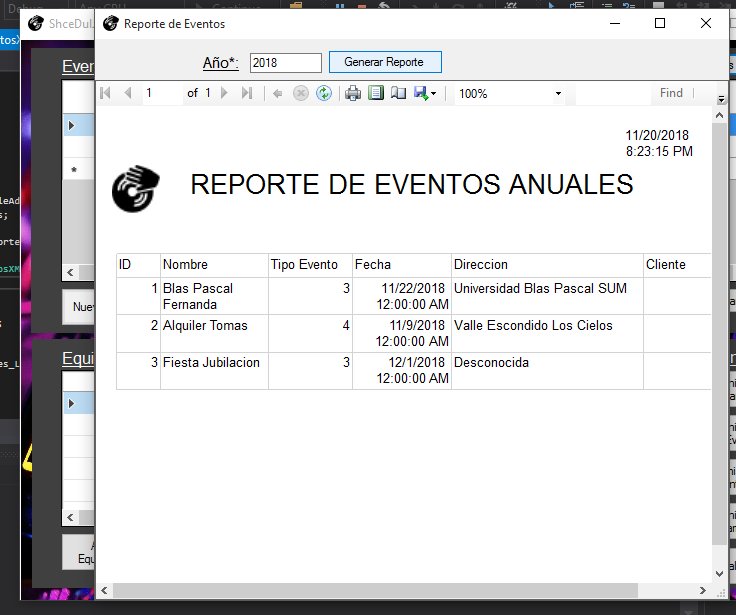 ShceDuL
Reporte de Eventos
Año*:
2018
Generar Reporte
1
of 1
100%
Find
11/20/2018
8:23:15 PM
REPORTE DE EVENTOS ANUALES
ID Nombre Tipo Evento Fecha Direccion Cliente
1 Blas Pascal 3 11/22/2018 Universidad Blas Pascal SUM
Fernanda 12:00:00 AM
2 Alquiler Tomas 4 11/9/2018 Valle Escondido Los Cielos
12:00:00 AM
3 Fiesta Jubilacion 3 12/1/2018 Desconocida
12:00:00 AM
Even
Nuev
Equi
Equ